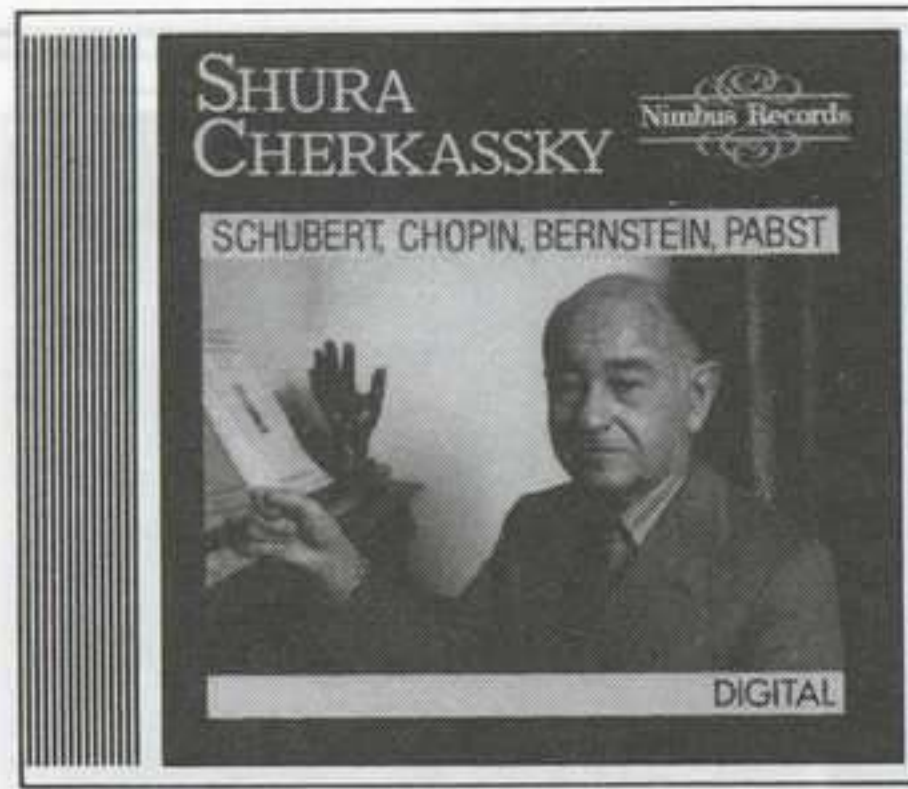 SHURA
CHERKASSKY
Nimbus Records
SCHUBERT, CHOPIN, BERNSTEIN, PABST
DIGITAL